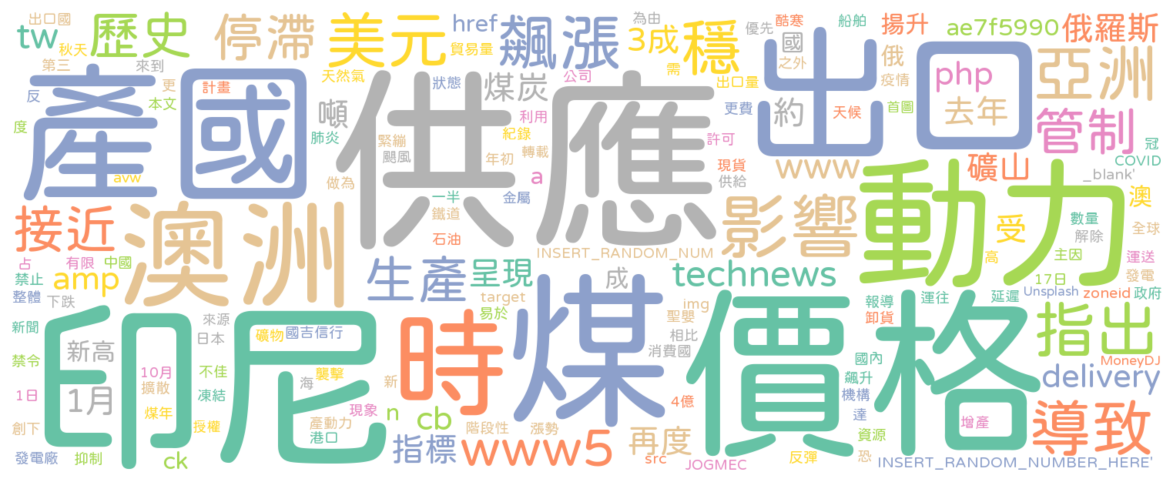 出口國
tw
秋天
歷史
停滯
美元
href
貿易量
飆漲
為由
3成
需
穩
優先
酷寒
國
之外
船舶
揚升
俄
疫情
ae7f5990
俄羅斯
第三
來到
反
更
本文
計畫
度
產國
供應
天然氣
狀態
煤炭
公司
出口量
更費
出口
約
天候
首圖
php
去年
亞洲
管制
冠
COVID
_blank'
噸
肺炎
緊繃
颶風
紀錄
利用
轉載
年初
許可
現貨
供給
www
礦山
avw
做為
a
一半
鐵道
金屬
石油
接近
澳洲
影響
動力
受
澳
數量
解除
全球
INSERT_RANDOM_NUM
占
有限
中國
禁止
amp
生產
呈現
成
technews
高
主因
運送
發電
17日
整體
下跌
target
易於
img
聖嬰
Unsplash
zoneid
政府
印尼
時
煤
價格
報導
運往
延遲
卸貨
指出
新聞
來源
日本
礦物
國吉信行
相比
消費國
新高
禁令
10月
擴散
不佳
襲擊
海
凍結
新
國內
飆升
MoneyDJ
1日
1月
煤年
授權
現象
n
cb
4億
機構
達
delivery
創下
產動力
港口
階段性
漲勢
再度
資源
增產
導致
發電廠
抑制
ck
指標
www5
src
JOGMEC
反彈
恐
INSERT_RANDOM_NUMBER_HERE'